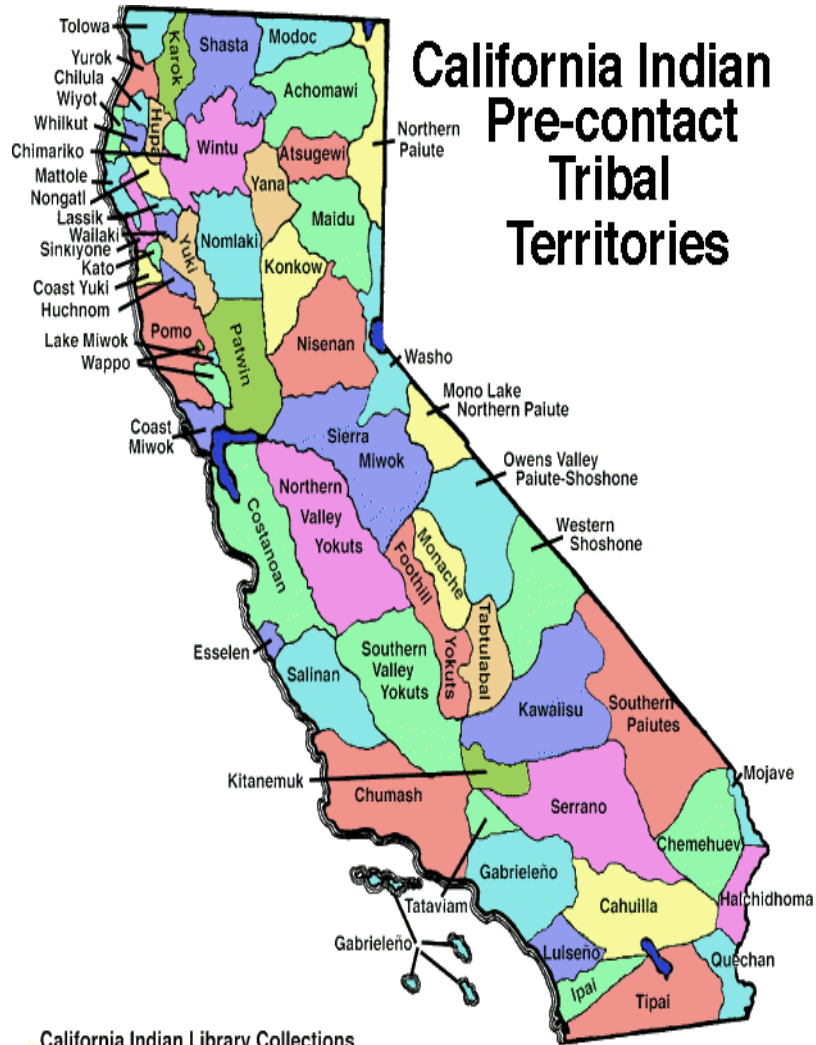 California Indian
Pre-contact
Tribal
Territories
Tolowa
Yurok
Chilula
Wiyot
Whilkut
Chimariko
Mattole
Nongatl
Lassik
Wailaki
Sinkiyone
Kato
Coast Yuki
Huchnom
Lake Miwok
Wappo
Coast
Miwok
Karok
Shasta
Modoc
Achomawi
Northern
Paiute
Hupa
Wintu
Atsugewi
Yana
Maidu
Yuki
Nomlaki
Konkow
Pomo
Patwin
Nisenan
Washo
Mono Lake
Northern Paiute
Sierra
Miwok
Owens Valley
Paiute-Shoshone
Northern
Valley
Yokuts
Western
Shoshone
Costanoan
Foothill
Yokuts
Monache
Tabtulabal
Esselen
Salinan
Southern
Valley
Yokuts
Kawaiisu
Southern
Paiutes
Kitanemuk
Chumash
Serrano
Mojave
Chemehuevi
Gabrieleño
Tataviam
Cahuilla
Halchidhoma
Gabrieleño
Luiseño
Quechan
Ipai
Tipai
California Indian Library Collections